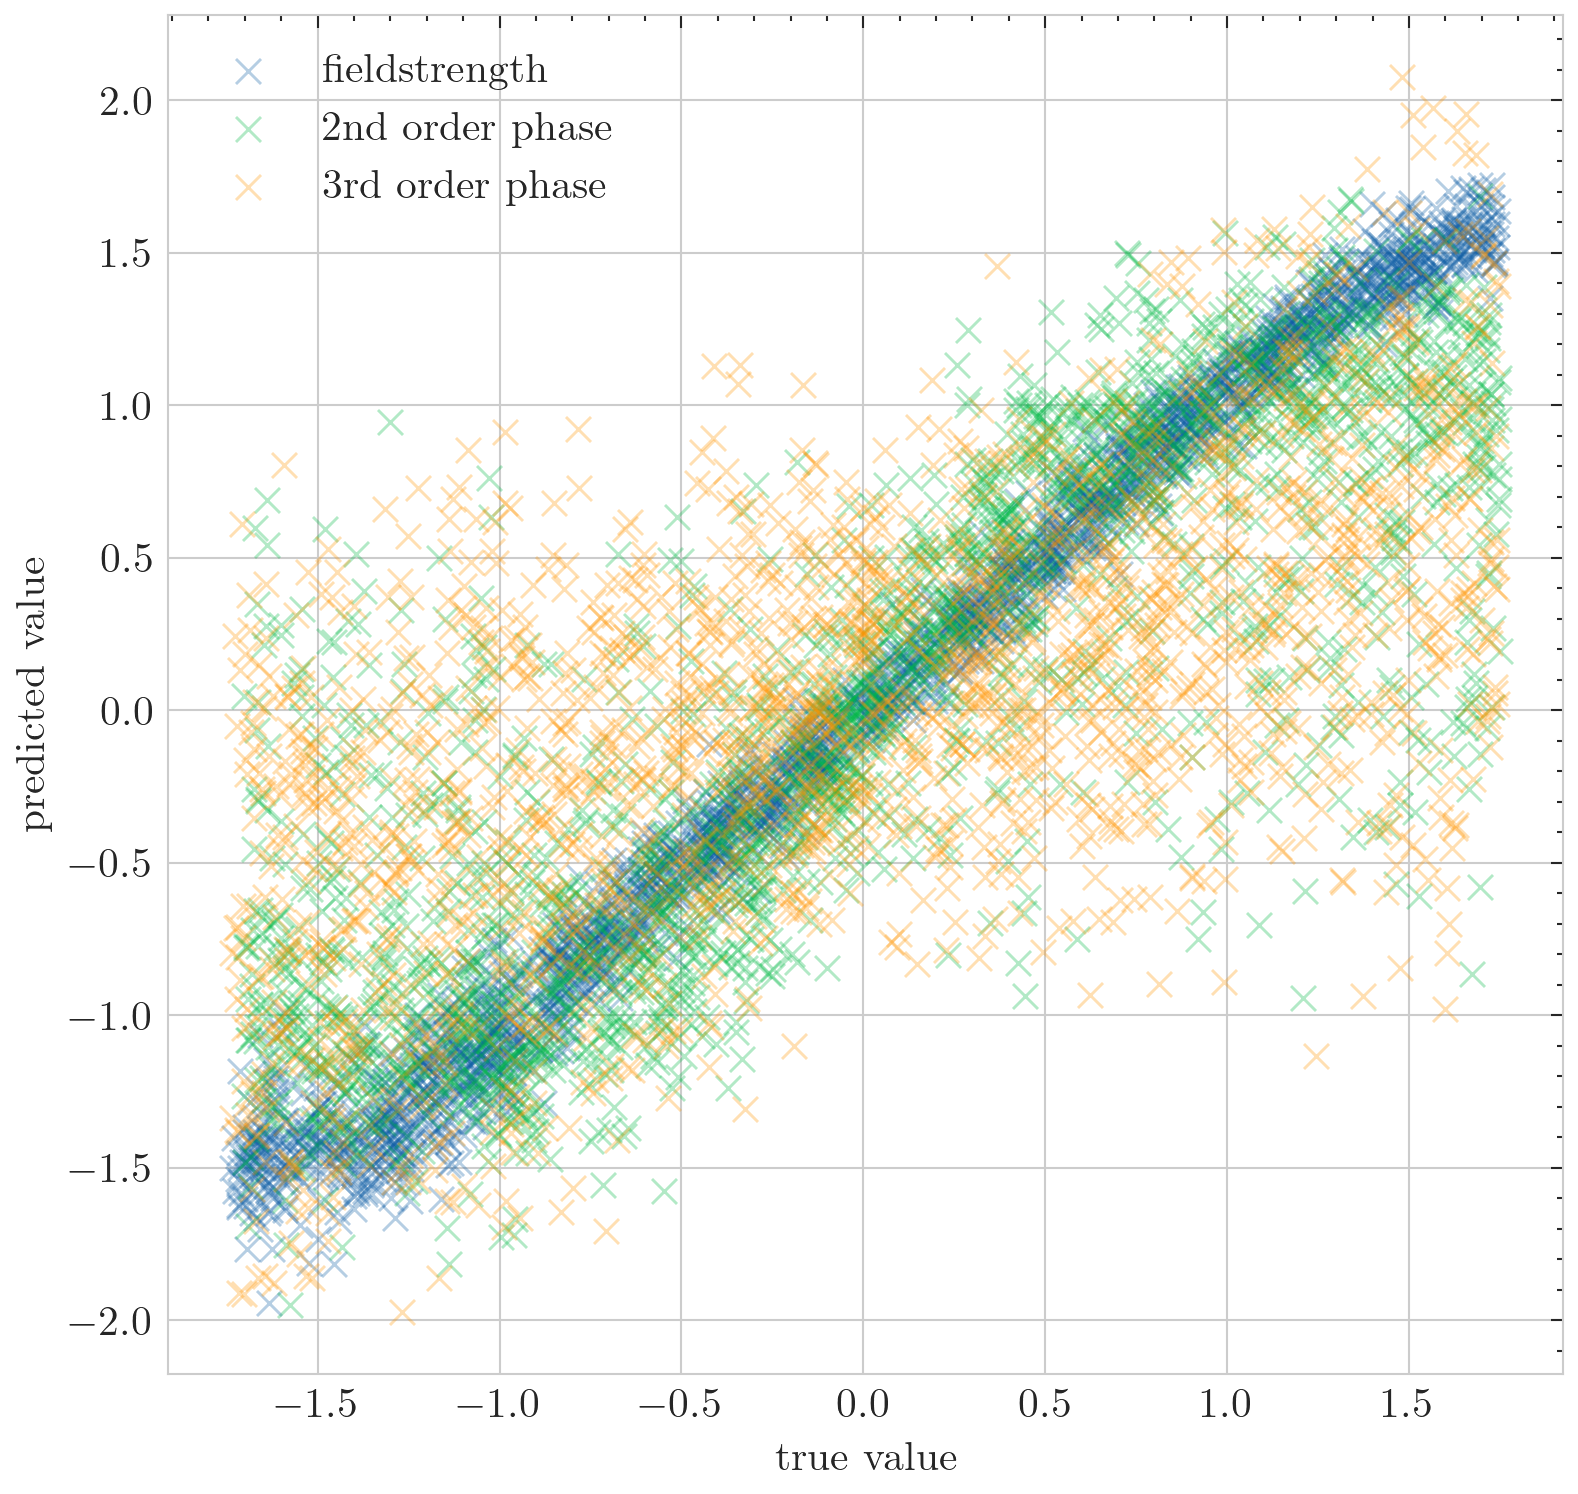 fieldstrength
2nd order phase
3rd order phase
2.0
1.5
1.0
0.5
0.0
−0.5
−1.0
−1.5
−2.0
predicted value
−1.5 −1.0 −0.5 0.0 0.5 1.0 1.5
true value